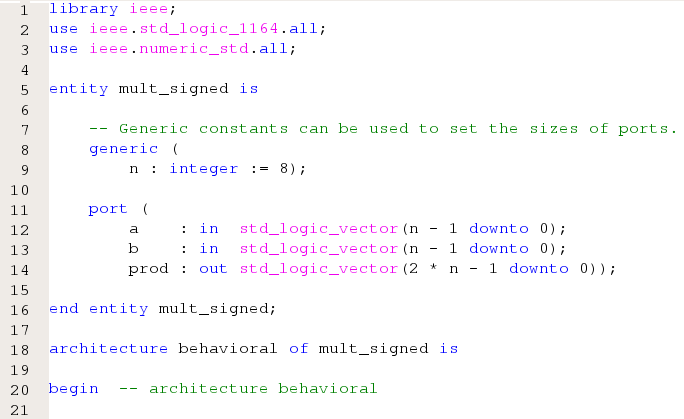 1 library ieee;
2 use ieee.std_logic_1164.all;
3 use ieee.numeric_std.all;
4
5 entity mult_signed is
6
7     -- Generic constants can be used to set the sizes of ports.
8     generic (
9         n : integer := 8);
10
11     port (
12         a    : in  std_logic_vector(n - 1 downto 0);
13         b    : in  std_logic_vector(n - 1 downto 0);
14         prod : out std_logic_vector(2 * n - 1 downto 0));
15
16 end entity mult_signed;
17
18 architecture behavioral of mult_signed is
19
20 begin  -- architecture behavioral
21